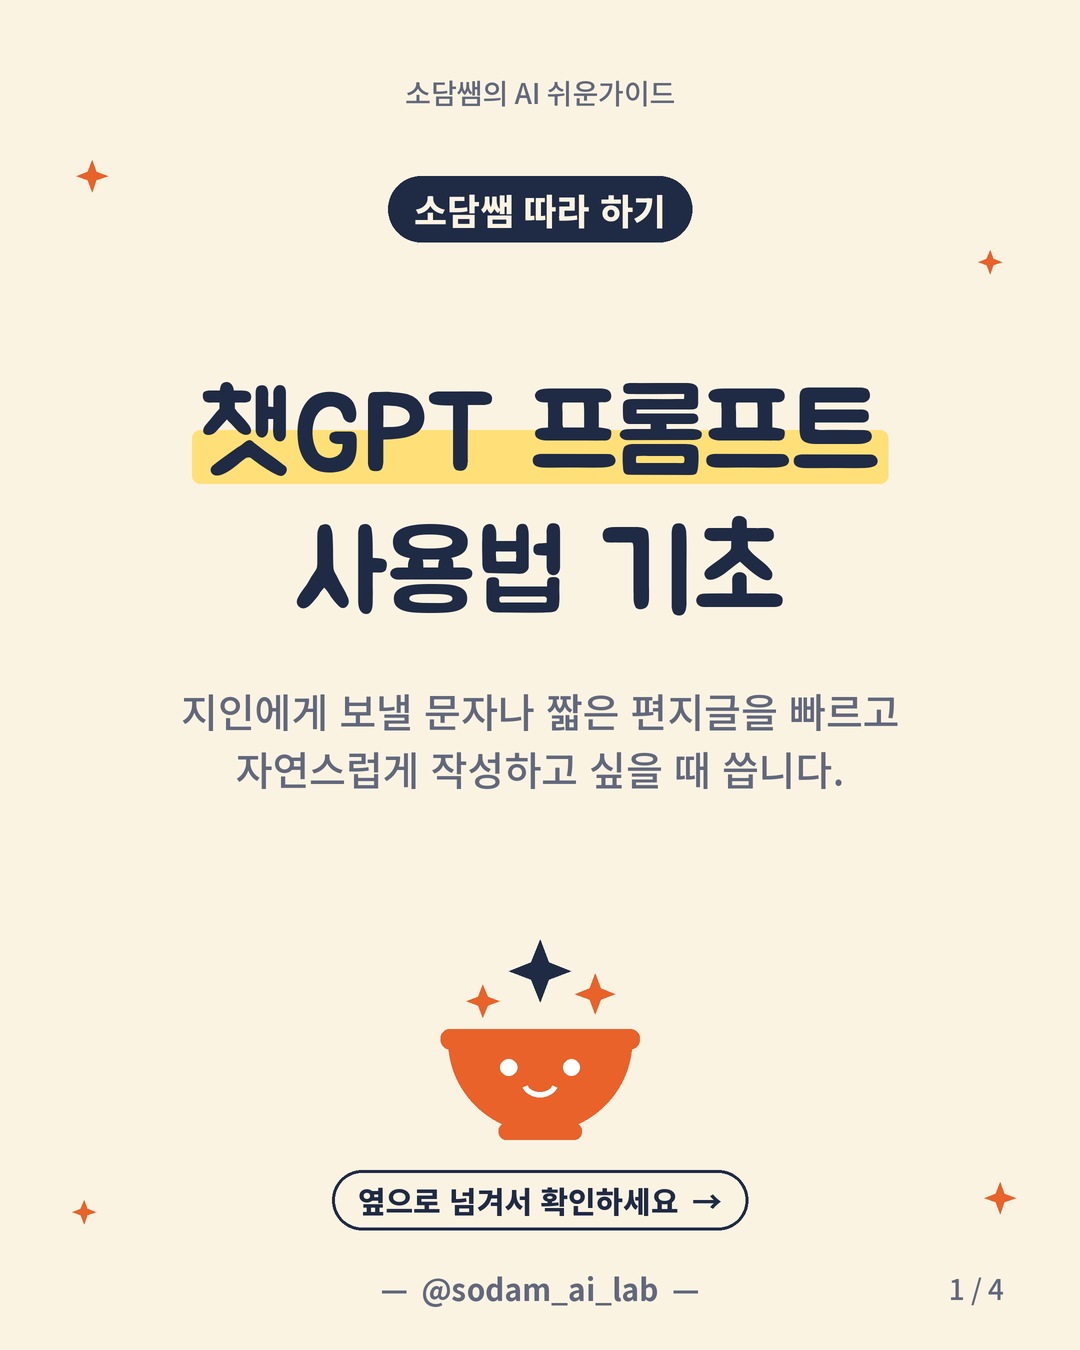 소담쌤의 AI 쉬운가이드
소담쌤 따라 하기
챗GPT 프롬프트
사용법 기초
지인에게 보낼 문자나 짧은 편지글을 빠르고
자연스럽게 작성하고 싶을 때 씁니다.
옆으로 넘겨서 확인하세요 →
— @sodam_ai_lab —
1 / 4